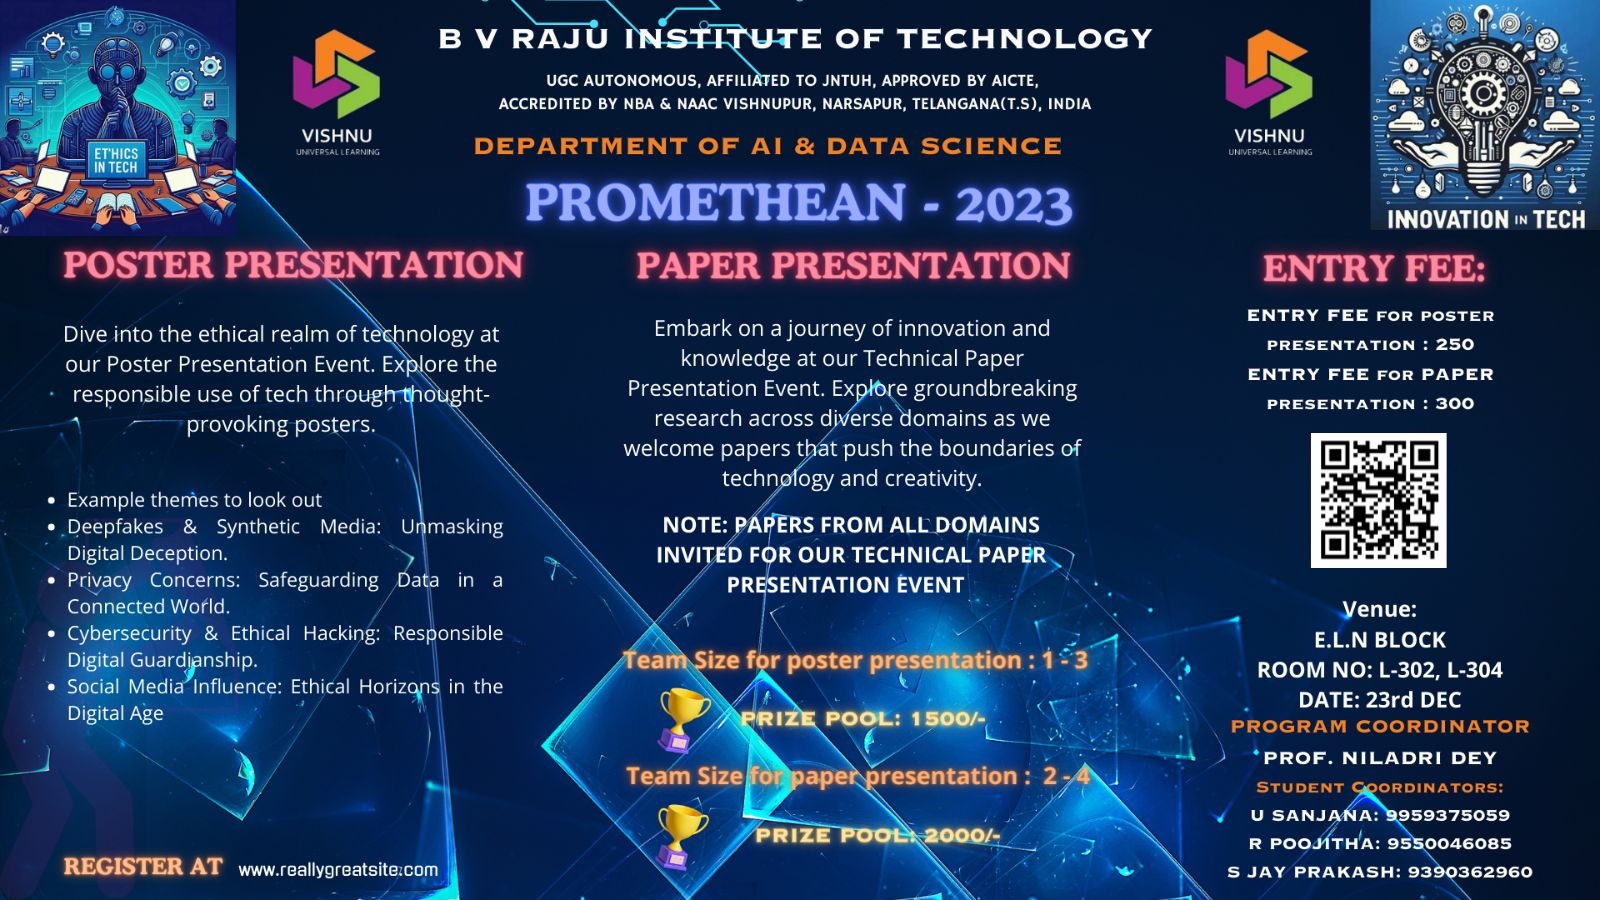 ETHICS
IN TECH
VISHNU
UNIVERSAL LEARNING
B V RAJU INSTITUTE OF TECHNOLOGY
UGC AUTONOMOUS, AFFILIATED TO JNTUH, APPROVED BY AICTE,
ACCREDITED BY NBA & NAAC VISHNUPUR, NARSAPUR, TELANGANA(T.S), INDIA
DEPARTMENT OF AI & DATA SCIENCE
PROMETHEAN - 2023
VISHNU
UNIVERSAL LEARNING
INNOVATION IN TECH
POSTER PRESENTATION
Dive into the ethical realm of technology at
our Poster Presentation Event. Explore the
responsible use of tech through thought-
provoking posters.
• Example themes to look out
• Deepfakes & Synthetic Media: Unmasking
Digital Deception.
• Privacy Concerns: Safeguarding Data in a
Connected World.
• Cybersecurity & Ethical Hacking: Responsible
Digital Guardianship.
• Social Media Influence: Ethical Horizons in the
Digital Age
REGISTER AT www.reallygreatsite.com
PAPER PRESENTATION
Embark on a journey of innovation and
knowledge at our Technical Paper
Presentation Event. Explore groundbreaking
research across diverse domains as we
welcome papers that push the boundaries of
technology and creativity.
NOTE: PAPERS FROM ALL DOMAINS
INVITED FOR OUR TECHNICAL PAPER
PRESENTATION EVENT
Team Size for poster presentation : 1 - 3
PRIZE POOL: 1500/-
Team Size for paper presentation : 2 - 4
PRIZE POOL: 2000/-
ENTRY FEE:
ENTRY FEE FOR POSTER
PRESENTATION : 250
ENTRY FEE FOR PAPER
PRESENTATION : 300
Venue:
E.L.N BLOCK
ROOM NO: L-302, L-304
DATE: 23rd DEC
PROGRAM COORDINATOR
PROF. NILADRI DEY
STUDENT COORDINATORS:
U SANJANA: 9959375059
R POOJITHA: 9550046085
S JAY PRAKASH: 9390362960